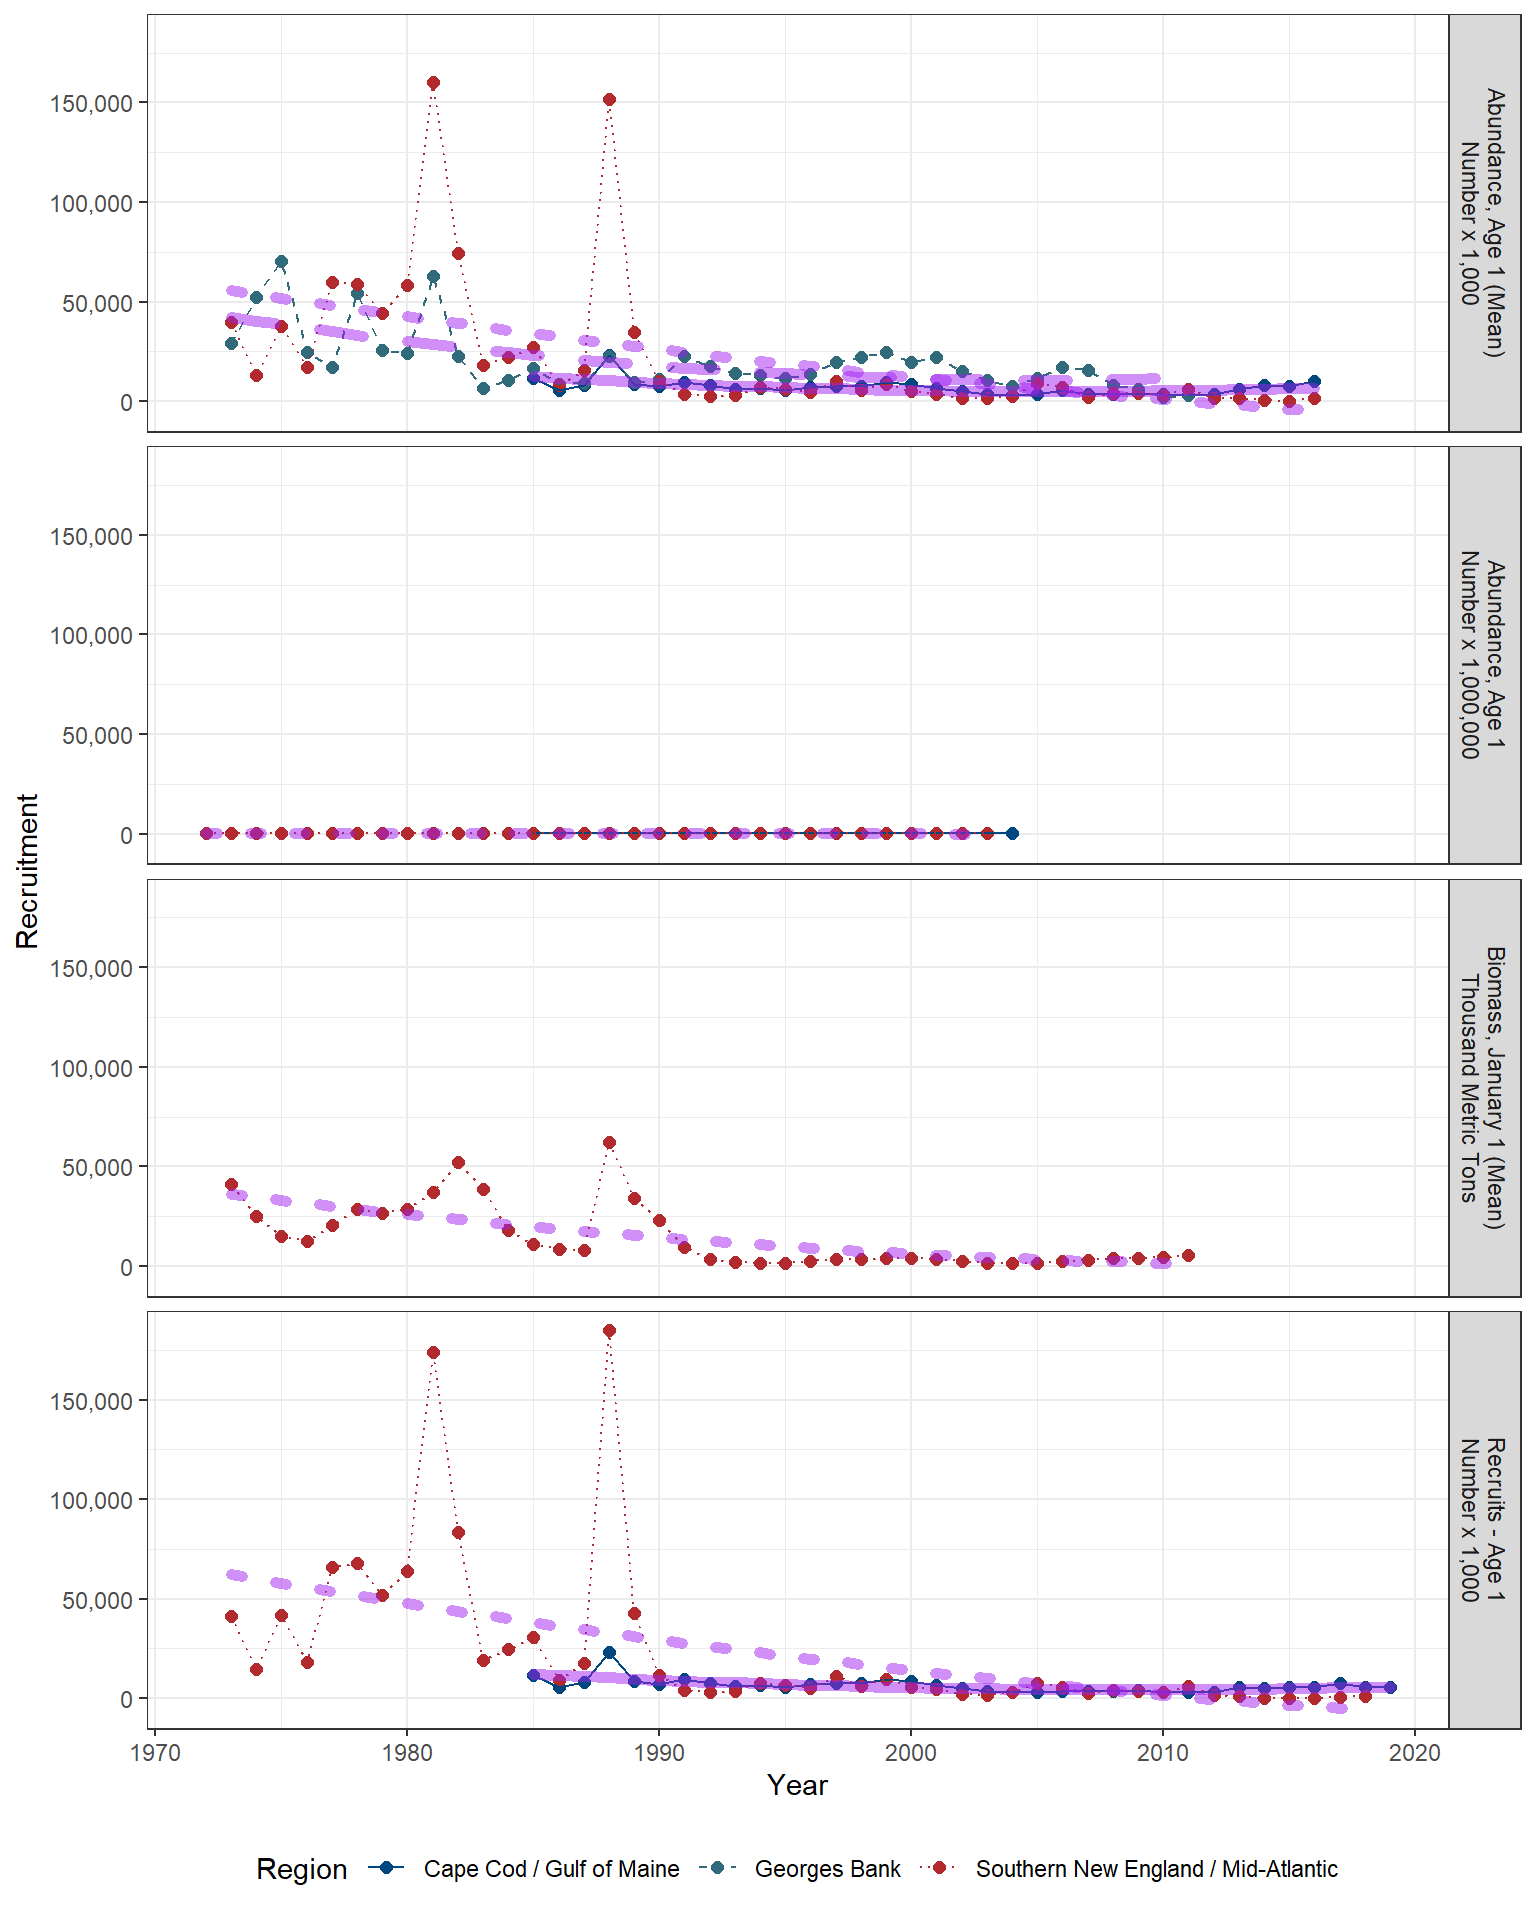 150,000
100,000
50,000
0
Abundance, Age 1 (Mean)
Number x 1,000
150,000
100,000
50,000
0
Abundance, Age 1
Number x 1,000,000
Recruitment
150,000
100,000
50,000
0
Biomass, January 1 (Mean)
Thousand Metric Tons
150,000
100,000
50,000
0
Recruits - Age 1
Number x 1,000
1970 1980 1990 2000 2010 2020
Year
Region Cape Cod / Gulf of Maine Georges Bank Southern New England / Mid-Atlantic